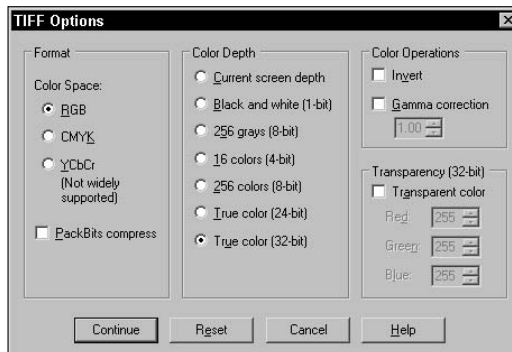 TIFF Options
Format
Color Space:
RGB
CMYK
YCbCr
(Not widely
supported)
PackBits compress
Color Depth
Current screen depth
Black and white (1-bit)
256 grays (8-bit)
16 colors (4-bit)
256 colors (8-bit)
True color (24-bit)
True color (32-bit)
Color Operations
Invert
Gamma correction
1.00
Transparency (32-bit)
Transparent color
Red: 255
Green: 255
Blue: 255
Continue Reset Cancel Help